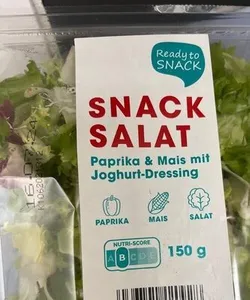 Ready to
SNACK
SNACK
SALAT
Paprika & Mais mit
Joghurt-Dressing
PAPRIKA MAIS SALAT
NUTRI-SCORE
A B C D E
150 g